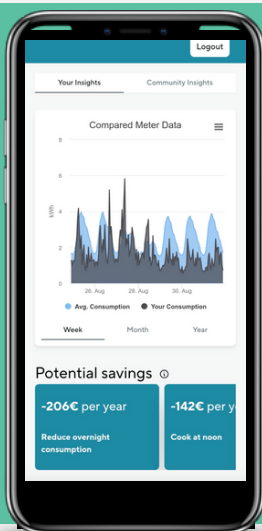 Logout
Your Insights Community Insights
Compared Meter Data
8
6
kWh
4
2
0
26. Aug 28. Aug 30. Aug
Avg. Consumption Your Consumption
Week Month Year
Potential savings
-206€ per year -142€ per y
Reduce overnight Cook at noon
consumption